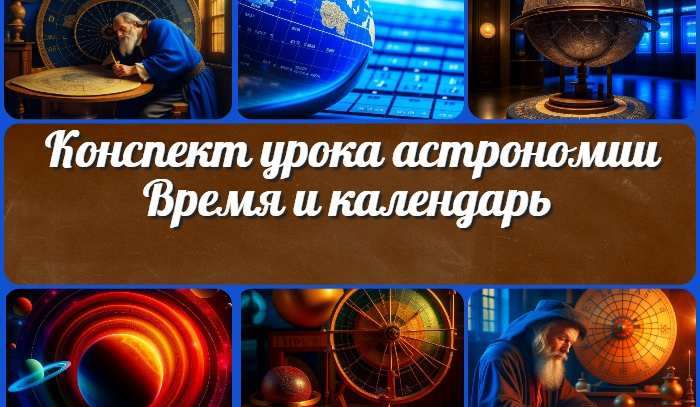 Конспект урока астрономии
Время и календарь